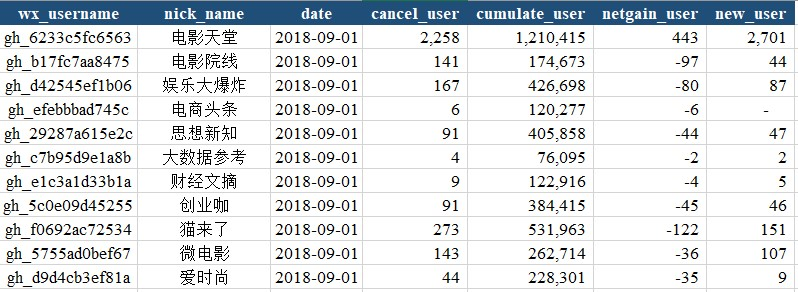 wx_username nick_name date cancel_user cumulate_user netgain_user new_user
gh_6233c5fc6563 电影天堂 2018-09-01 2,258 1,210,415 443 2,701
gh_b17fc7aa8475 电影院线 2018-09-01 141 174,673 -97 44
gh_d42545ef1b06 娱乐大爆炸 2018-09-01 167 426,698 -80 87
gh_efebbbad745c 电商头条 2018-09-01 6 120,277 -6 -
gh_29287a615e2c 思想新知 2018-09-01 91 405,858 -44 47
gh_c7b95d9e1a8b 大数据参考 2018-09-01 4 76,095 -2 2
gh_e1c3a1d33b1a 财经文摘 2018-09-01 9 122,916 -4 5
gh_5c0e09d45255 创业咖 2018-09-01 91 384,415 -45 46
gh_f0692ac72534 猫来了 2018-09-01 273 531,963 -122 151
gh_5755ad0bef67 微电影 2018-09-01 143 262,714 -36 107
gh_d9d4cb3ef81a 爱时尚 2018-09-01 44 228,301 -35 9